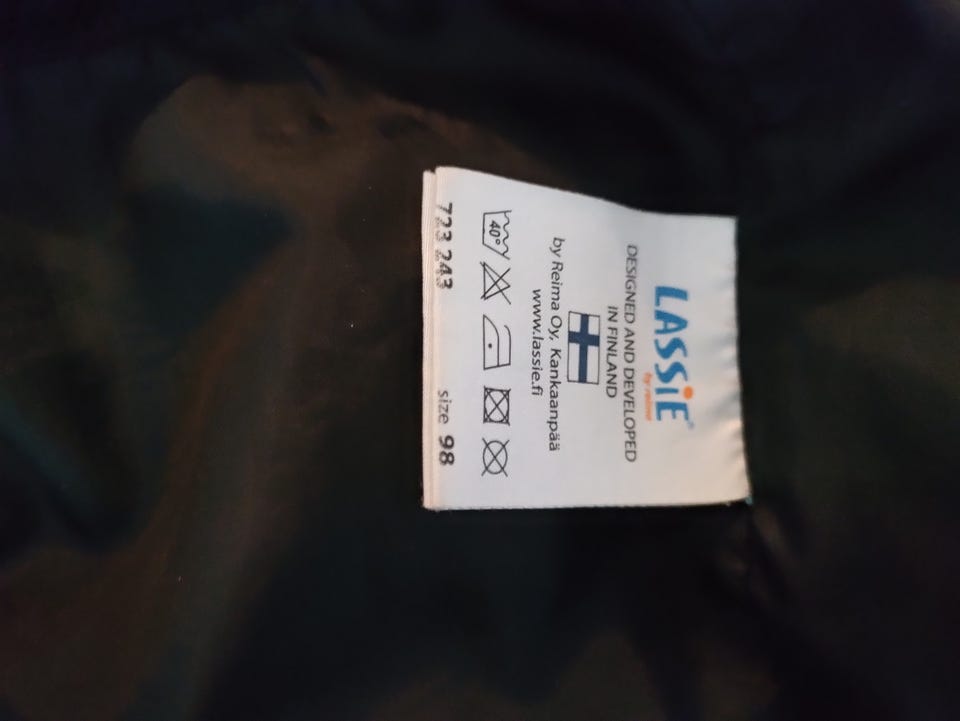 LASSIE®
by reima
DESIGNED AND DEVELOPED
IN FINLAND
by Reima Oy, Kankaanpää
www.lassie.fi
40°
723 243 size 98